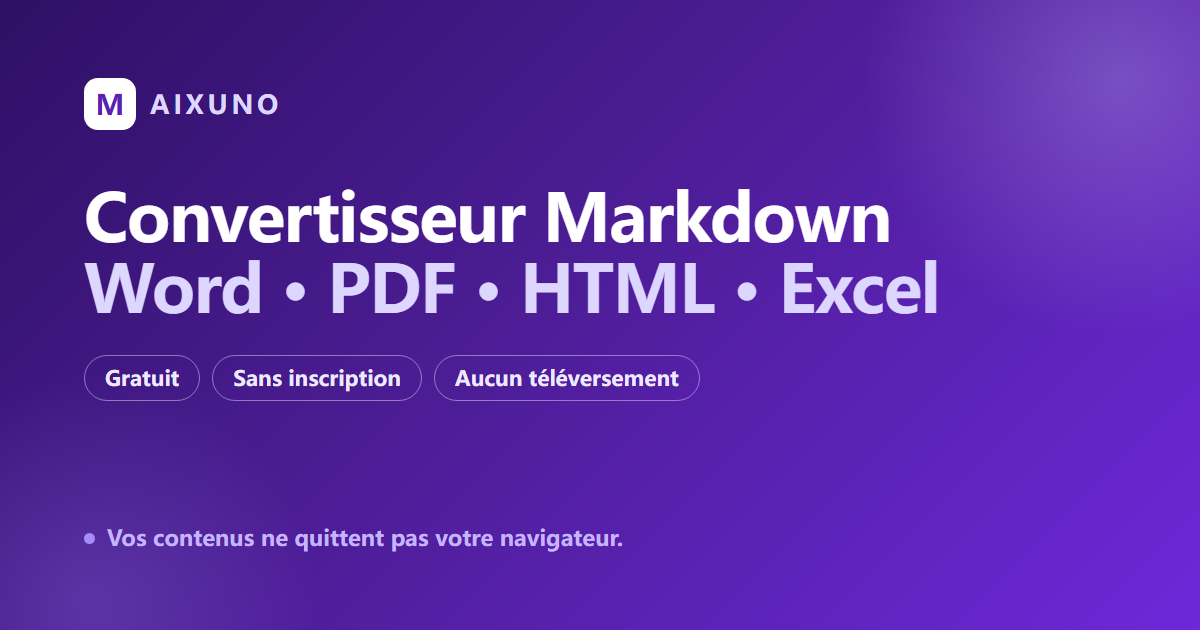 M AIXUNO
Convertisseur Markdown
Word • PDF • HTML • Excel
Gratuit Sans inscription Aucun téléversement
• Vos contenus ne quittent pas votre navigateur.